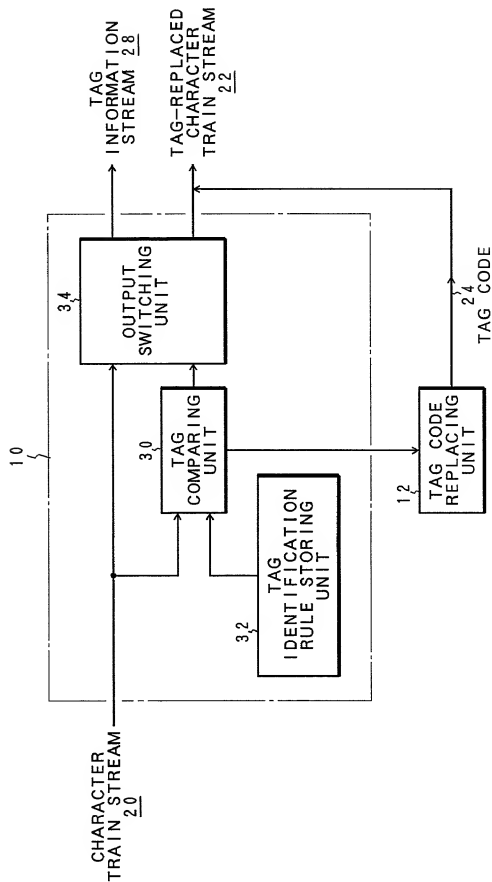 CHARACTER
TRAIN STREAM
20
10
34
OUTPUT
SWITCHING
UNIT
TAG
INFORMATION
STREAM 28
TAG-REPLACED
CHARACTER
TRAIN STREAM
22
30
TAG
COMPARING
UNIT
32
TAG
IDENTIFICATION
RULE STORING
UNIT
12
TAG CODE
REPLACING
UNIT
24
TAG CODE